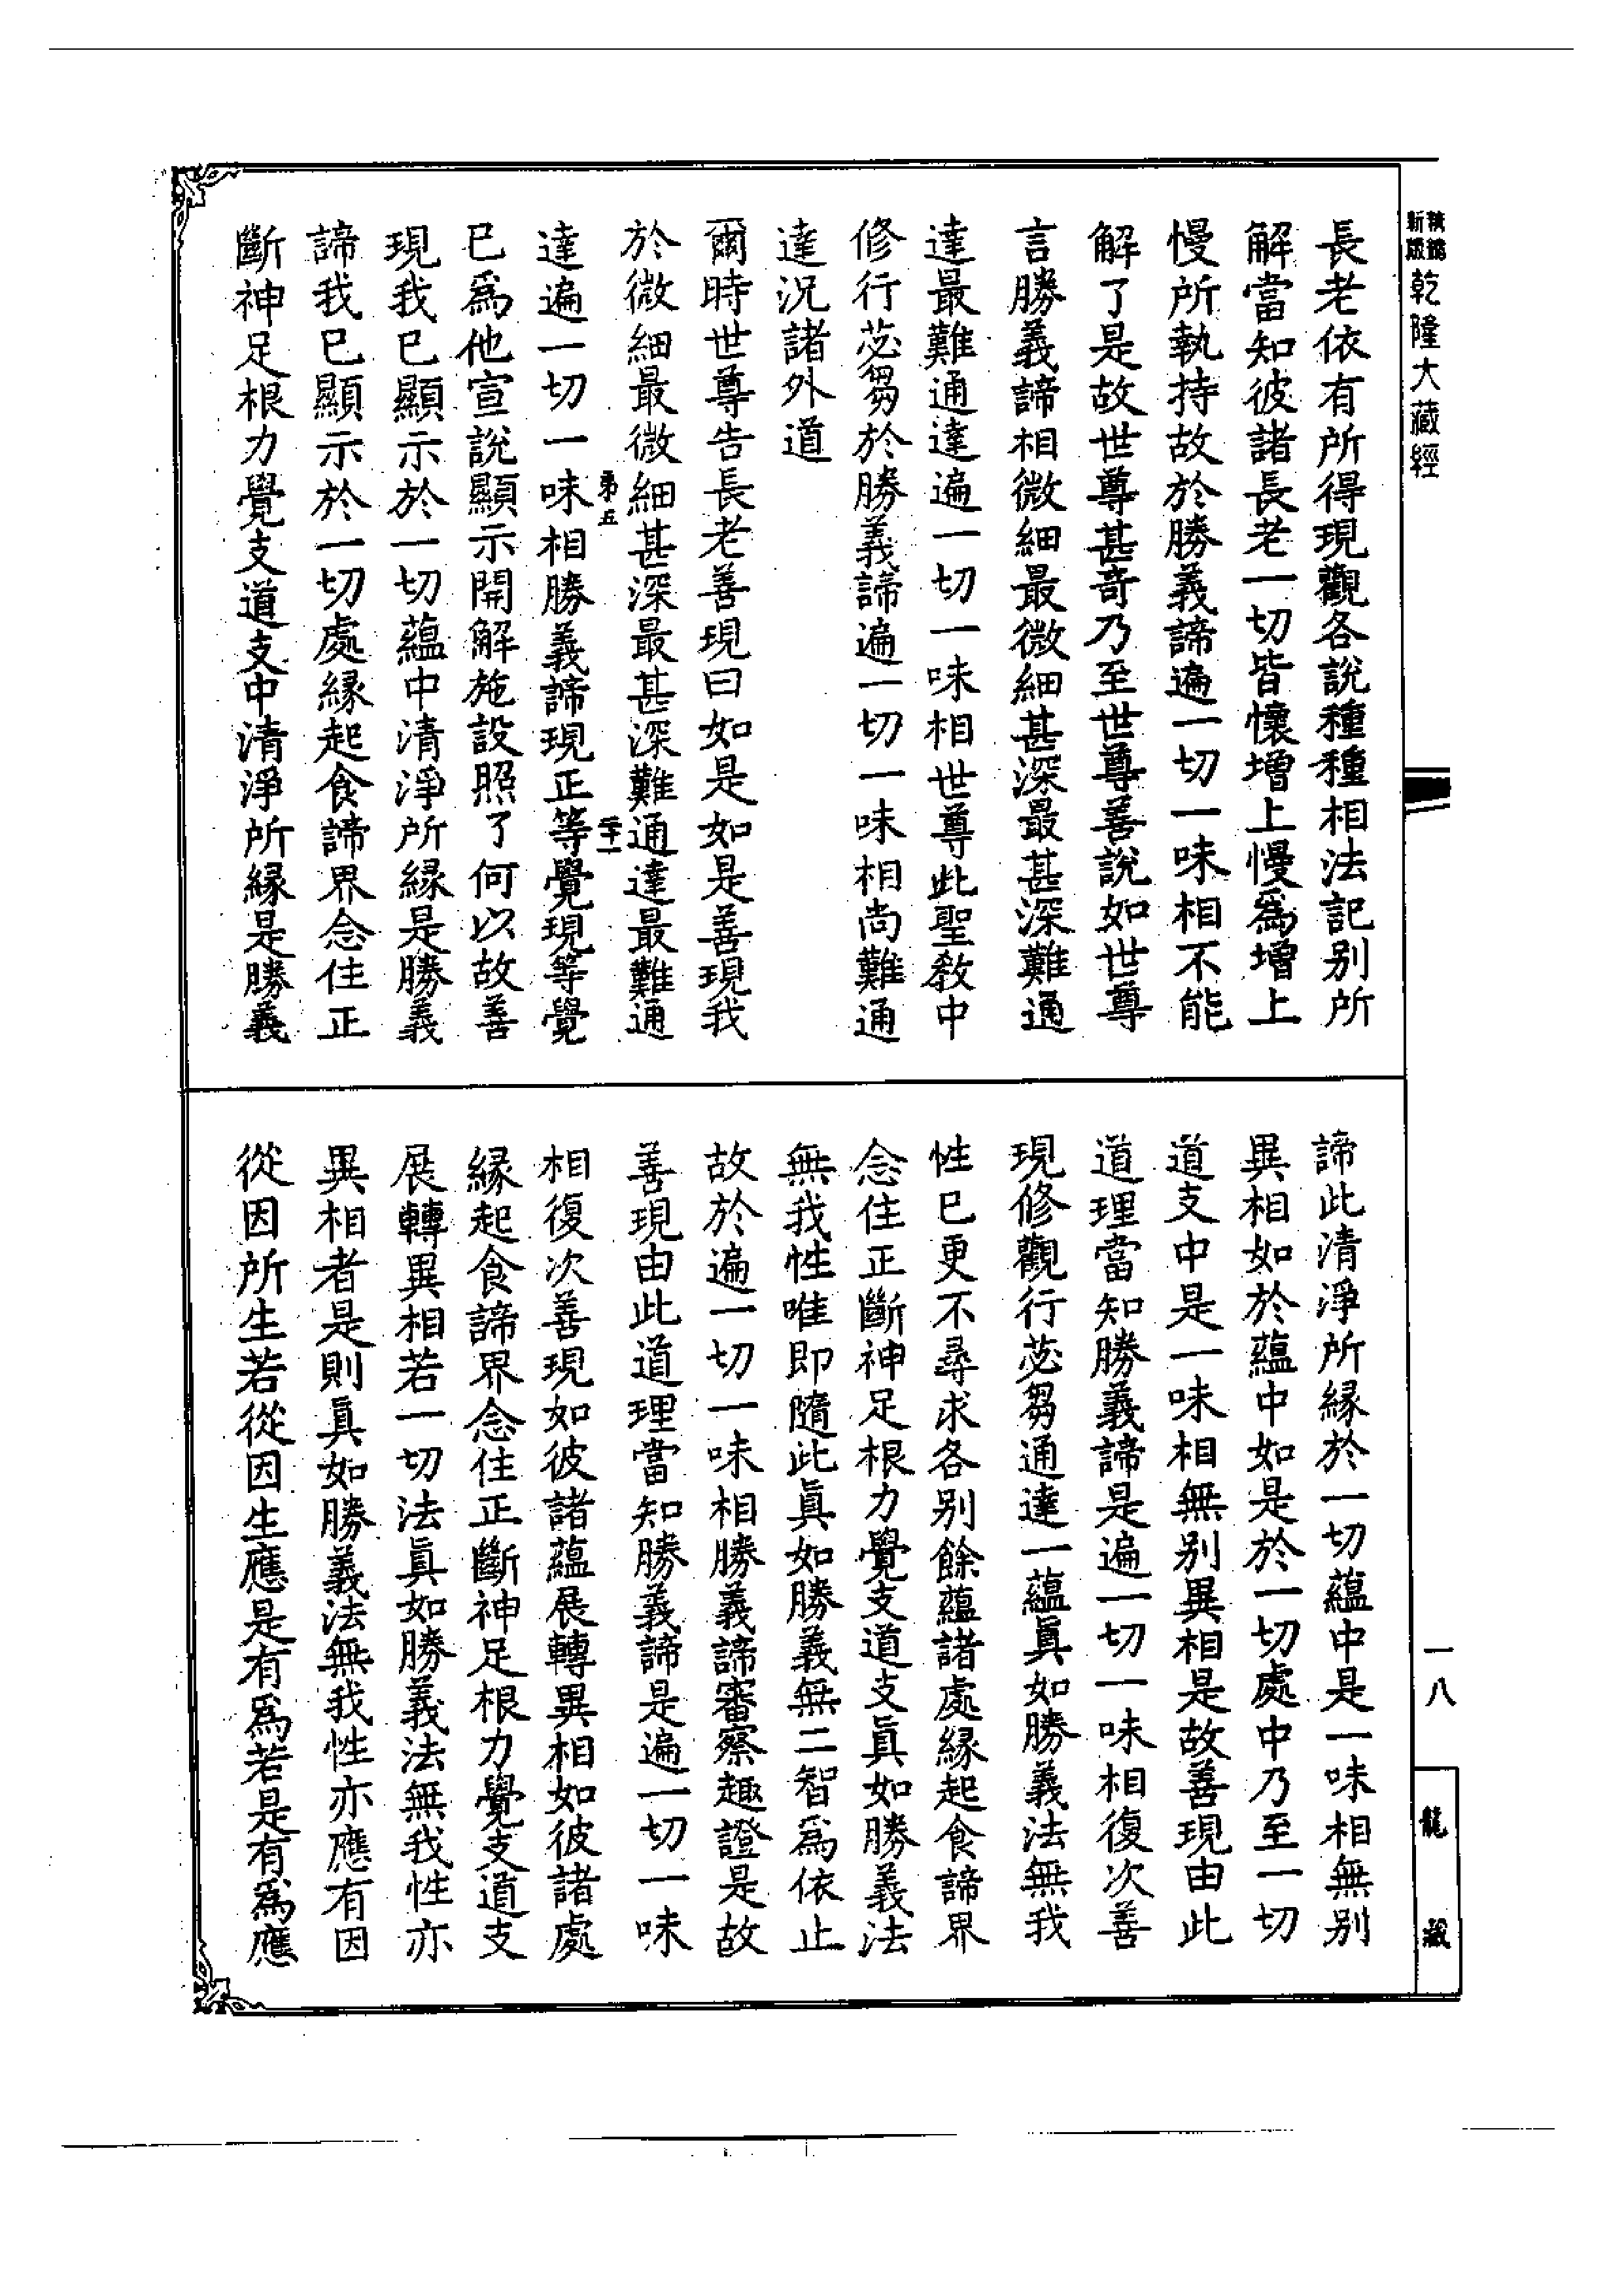 新版精縮乾隆大藏經
長老依有所得現觀各說種種相法記別所
解當知彼諸長老一切皆懷增上慢爲增上
慢所執持故於勝義諦遍一切一味相不能
解了是故世尊甚奇乃至世尊善說如世尊
言勝義諦相微細最微細甚深最甚深難通
達最難通達遍一切一味相世尊此聖教中
修行苾芻於勝義諦遍一切一味相尚難通
達況諸外道
爾時世尊告長老善現曰如是如是善現我
於微細最微細甚深最甚深難通達最難通
達遍一切一味相勝義諦現正等覺現等覺
已爲他宣說顯示開解施設照了何以故善
現我已顯示於一切蘊中清淨所緣是勝義
諦我已顯示於一切處緣起食諦界念住正
斷神足根力覺支道支中清淨所緣是勝義
諦此清淨所緣於一切蘊中是一味相無別
異相如於蘊中如是於一切處中乃至一切
道支中是一味相無別異相是故善現由此
道理當知勝義諦是遍一切一味相復次善
現修觀行苾芻通達一蘊眞如勝義法無我
性已更不尋求各別餘蘊諸處緣起食諦界
念住正斷神足根力覺支道支眞如勝義法
無我性唯即隨此眞如勝義無二智爲依止
故於遍一切一味相勝義諦審察趣證是故
善現由此道理當知勝義諦是遍一切一味
相復次善現如彼諸蘊展轉異相如彼諸處
緣起食諦界念住正斷神足根力覺支道支
展轉異相若一切法眞如勝義法無我性亦
異相者是則眞如勝義法無我性亦應有因
從因所生若從因生應是有爲若是有爲應
一八
龍藏